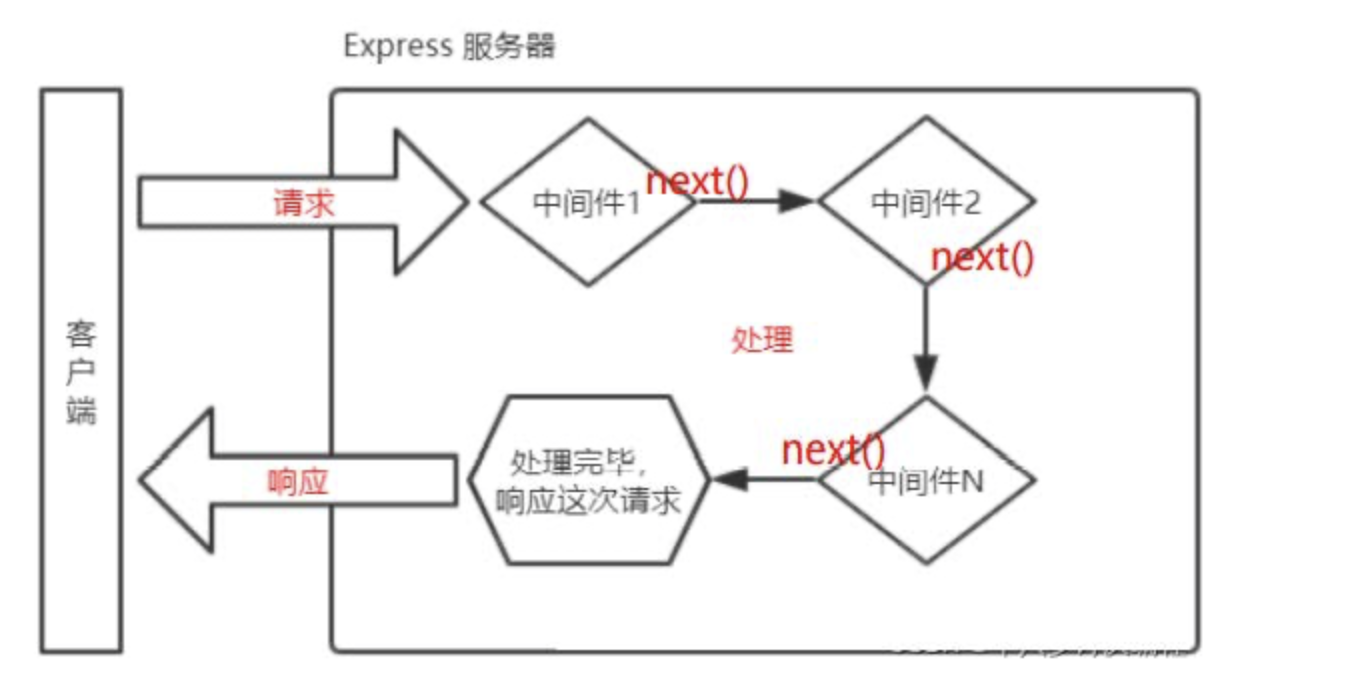 Express 服务器
请求
中间件1
next()
中间件2
next()
处理
客
户
端
next()
中间件N
处理完毕,
响应这次请求
响应